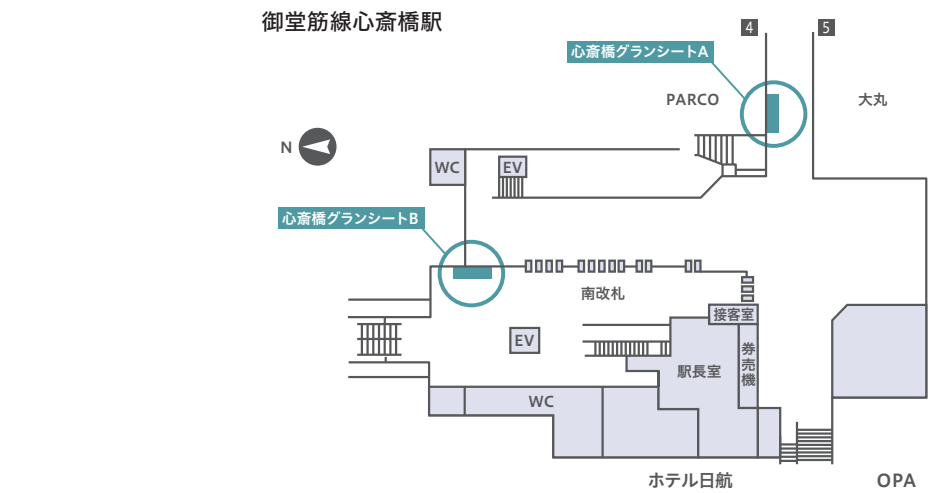 御堂筋線心斎橋駅
4
5
心斎橋グランシートA
PARCO
大丸
N
WC
EV
心斎橋グランシートB
南改札
接客室
EV
券売機
駅長室
WC
ホテル日航
OPA